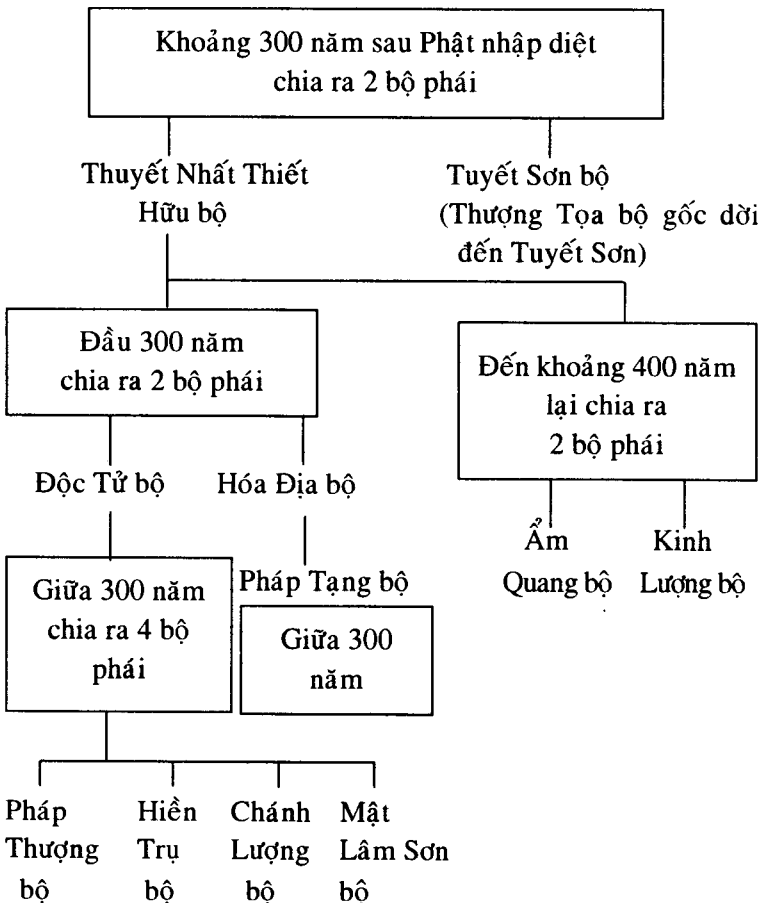 Khoảng 300 năm sau Phật nhập diệt
chia ra 2 bộ phái
Thuyết Nhất Thiết
Hữu bộ
Tuyết Sơn bộ
(Thượng Tọa bộ gốc dời
đến Tuyết Sơn)
Đầu 300 năm
chia ra 2 bộ phái
Đến khoảng 400 năm
lại chia ra
2 bộ phái
Độc Tử bộ
Hóa Địa bộ
Ẩm
Quang bộ
Kinh
Lượng bộ
Giữa 300 năm
chia ra 4 bộ
phái
Pháp Tạng bộ
Giữa 300
năm
Pháp
Thượng
bộ
Hiền
Trụ
bộ
Chánh
Lượng
bộ
Mật
Lâm Sơn
bộ